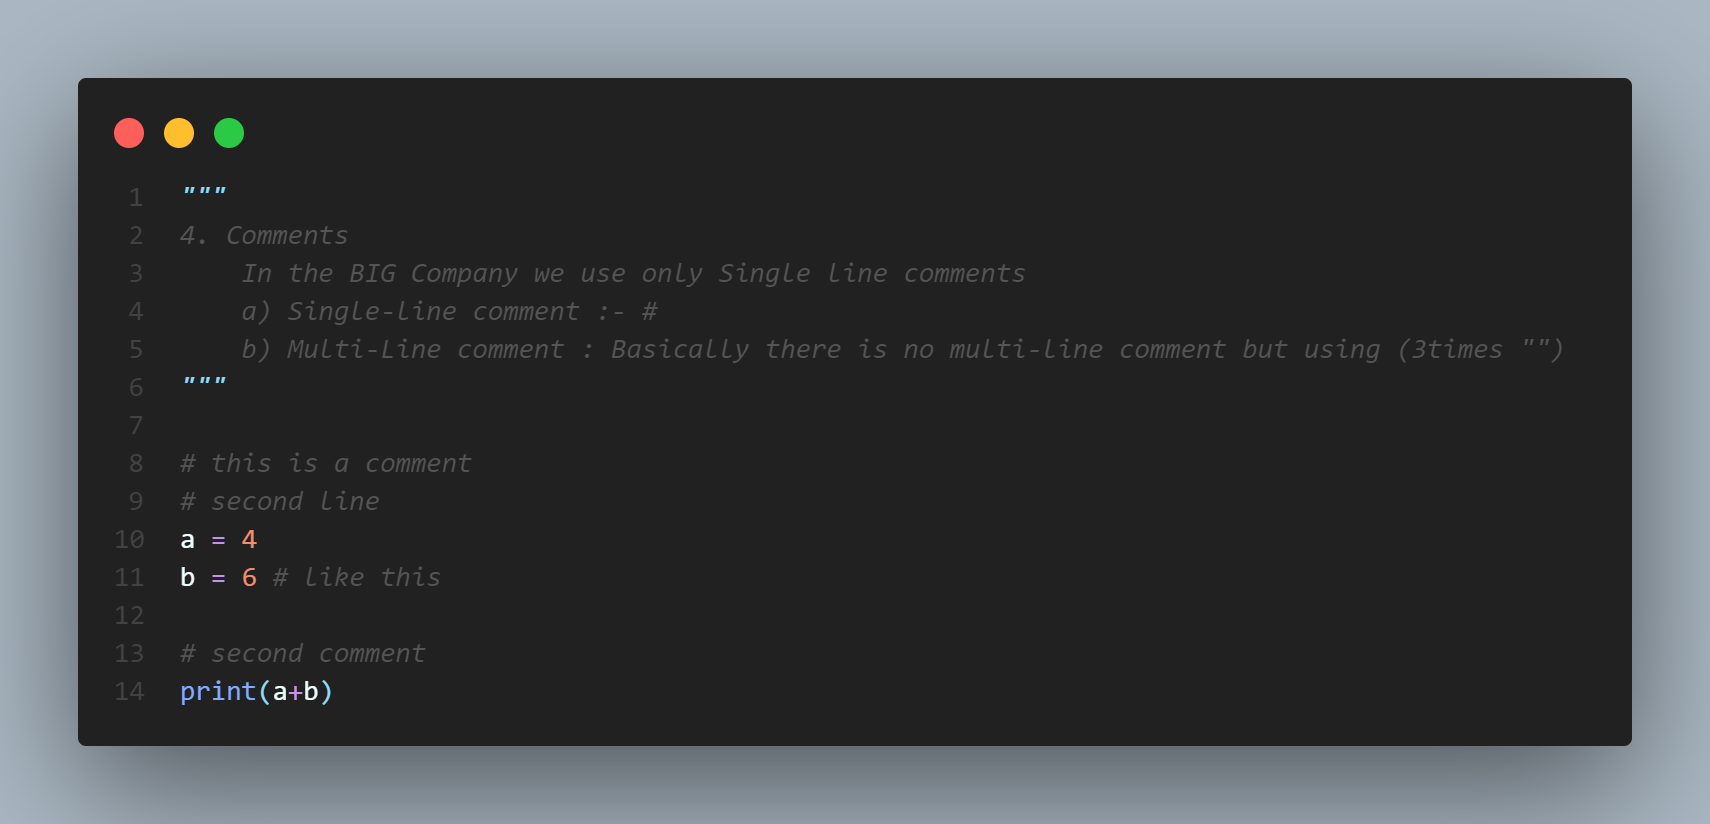 1 """
2 4. Comments
3     In the BIG Company we use only Single line comments
4     a) Single-line comment :- #
5     b) Multi-Line comment : Basically there is no multi-line comment but using (3times "")
6 """
7
8 # this is a comment
9 # second line
10 a = 4
11 b = 6 # like this
12
13 # second comment
14 print(a+b)